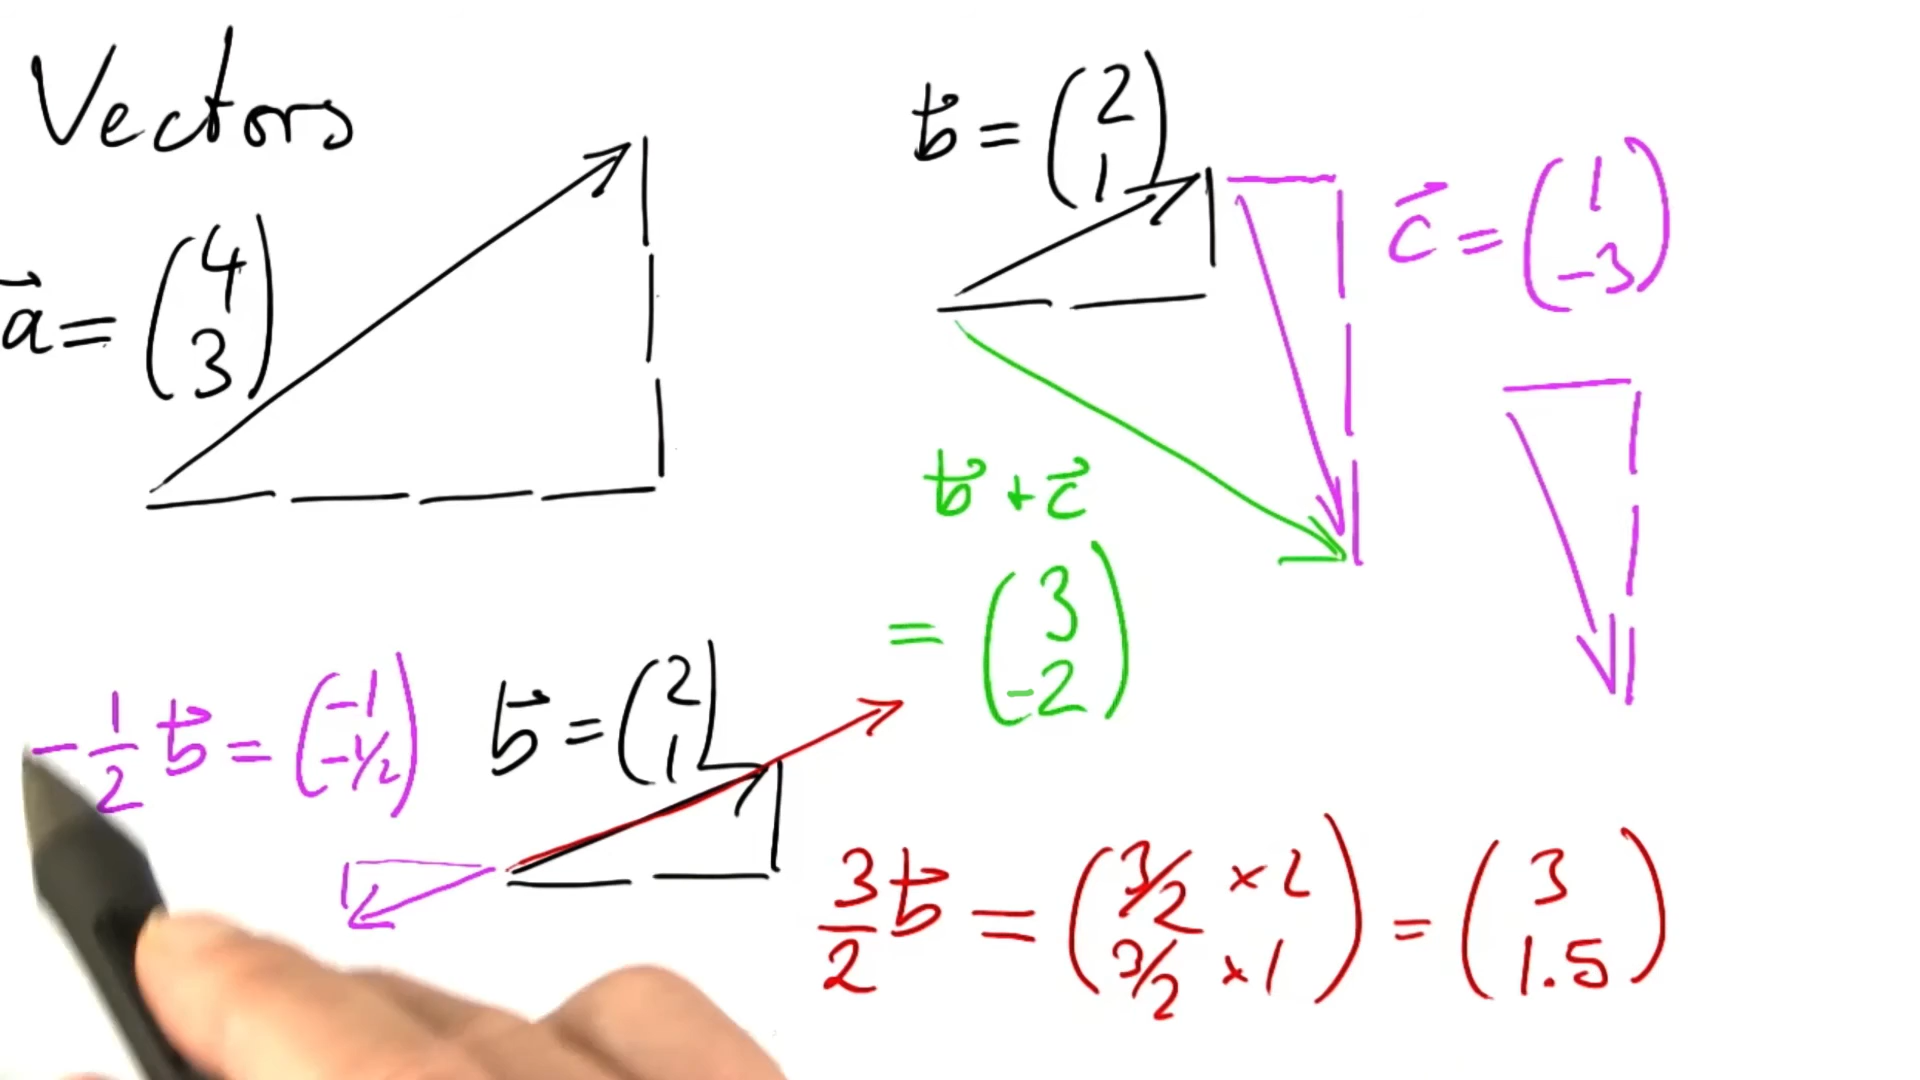 Vectors
a⃗ = (4
3)
b⃗ = (2
1)
c⃗ = (1
-3)
b⃗ + c⃗
= (3
-2)
-1/2 b⃗ = (-1
-1/2)
b⃗ = (2
1)
3/2 b⃗ = (3/2 × 2
3/2 × 1) = (3
1.5)